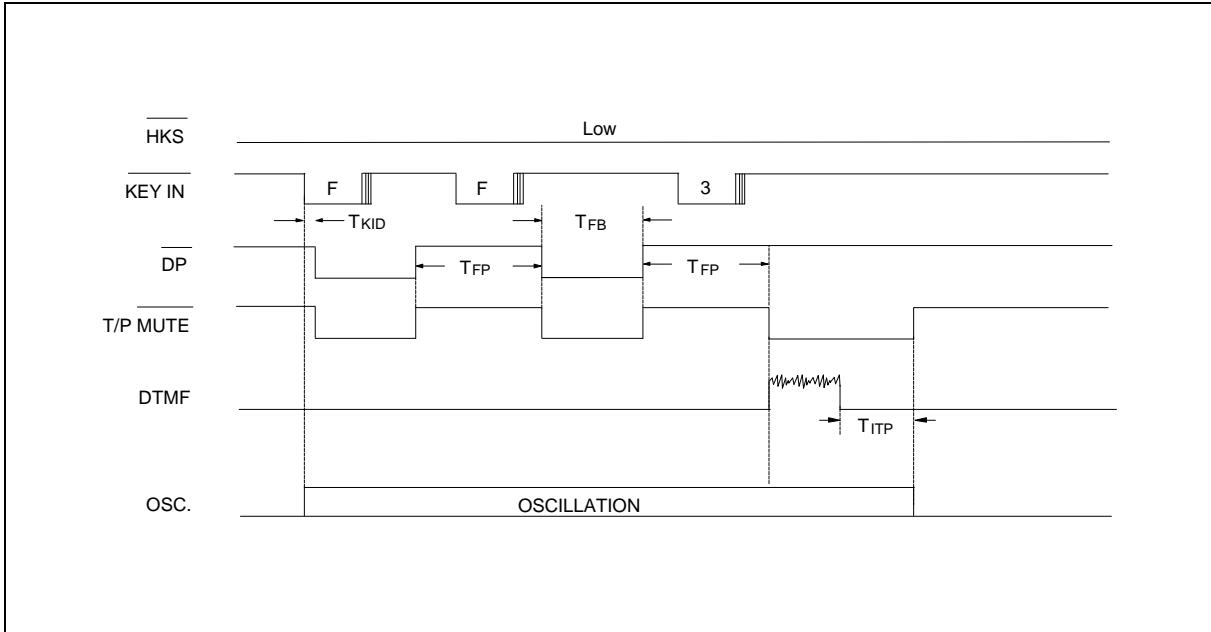 HKS
Low
KEY IN
F
F
3
TKID
TFB
DP
TFP
TFP
T/P MUTE
DTMF
TITP
OSC.
OSCILLATION